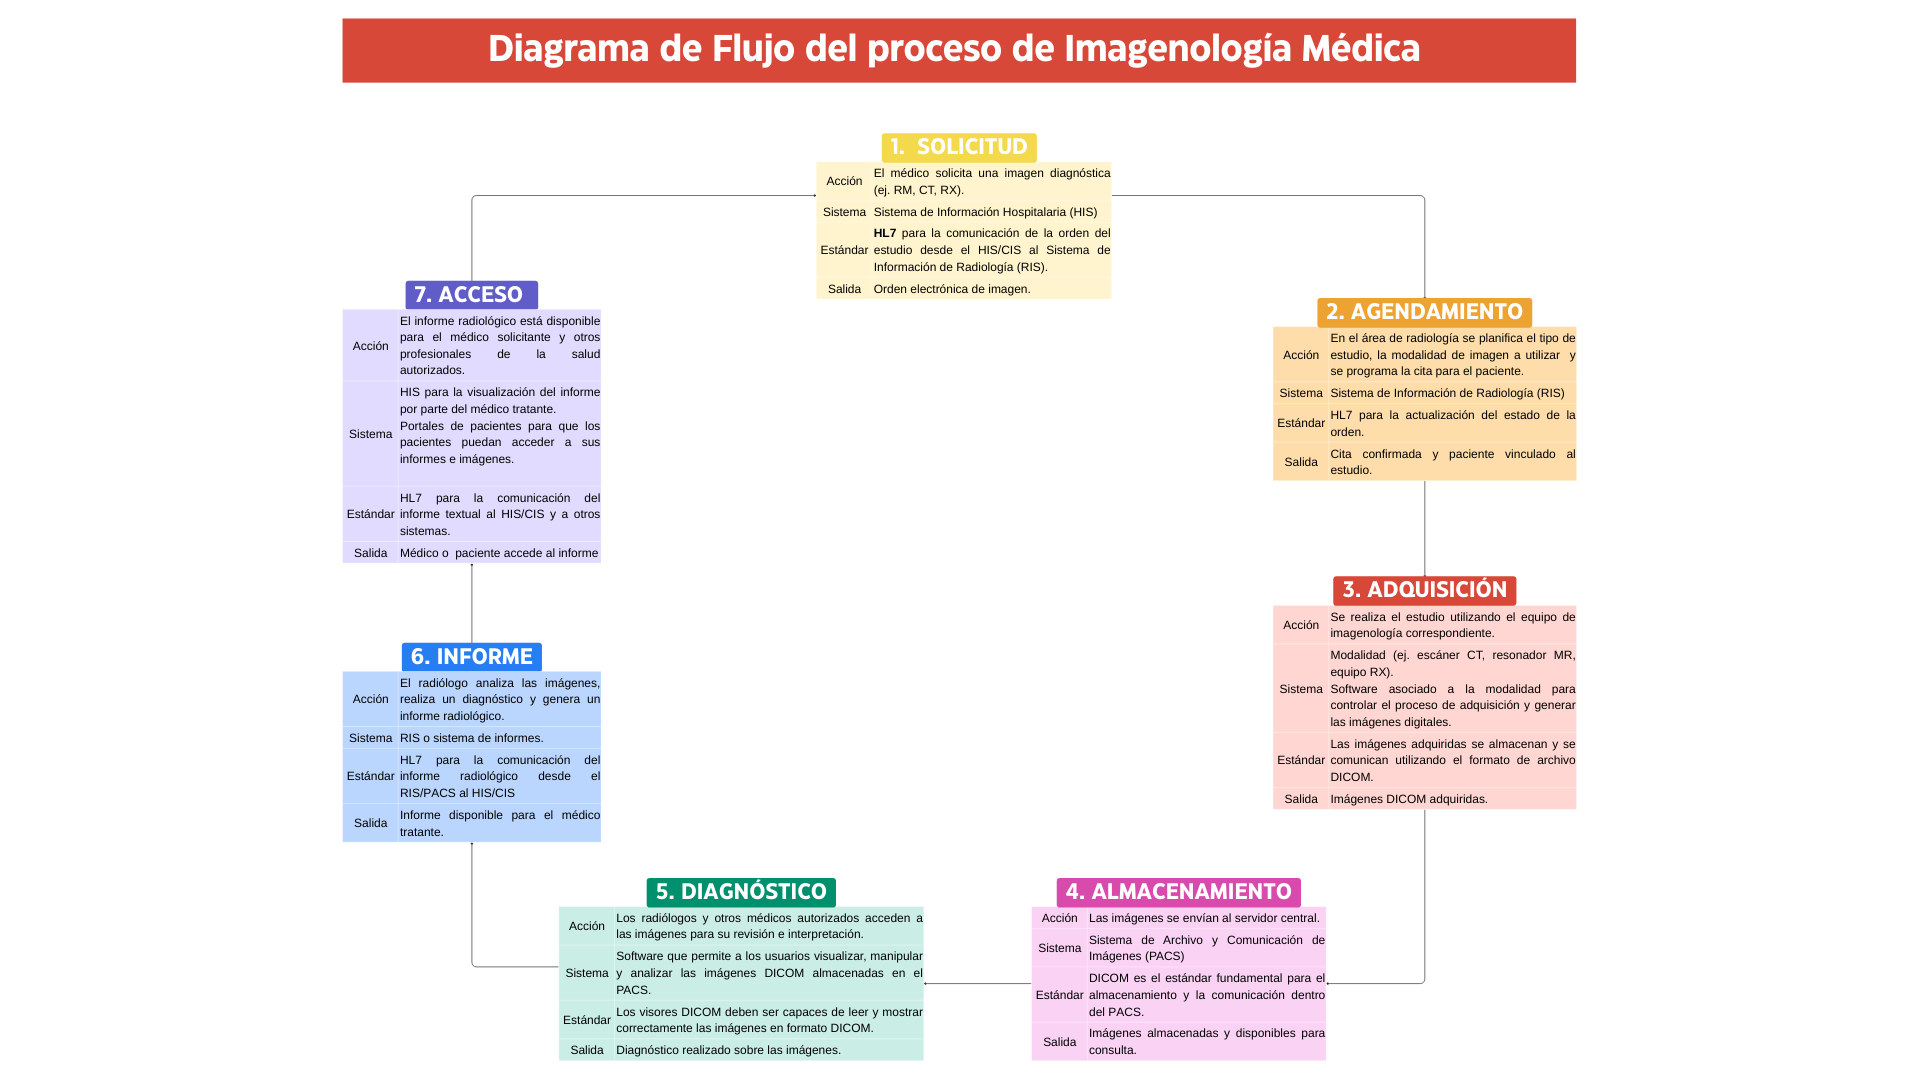 Diagrama de Flujo del proceso de Imagenología Médica
1. SOLICITUD
Acción
El médico solicita una imagen diagnóstica
(ej. RM, CT, RX).
Sistema
Sistema de Información Hospitalaria (HIS)
Estándar
HL7 para la comunicación de la orden del
estudio desde el HIS/CIS al Sistema de
Información de Radiología (RIS).
Salida
Orden electrónica de imagen.
2. AGENDAMIENTO
Acción
En el área de radiología se planifica el tipo de
estudio, la modalidad de imagen a utilizar y
se programa la cita para el paciente.
Sistema
Sistema de Información de Radiología (RIS)
Estándar
HL7 para la actualización del estado de la
orden.
Salida
Cita confirmada y paciente vinculado al
estudio.
3. ADQUISICIÓN
Acción
Se realiza el estudio utilizando el equipo de
imagenología correspondiente.
Sistema
Modalidad (ej. escáner CT, resonador MR,
equipo RX).
Software asociado a la modalidad para
controlar el proceso de adquisición y generar
las imágenes digitales.
Estándar
Las imágenes adquiridas se almacenan y se
comunican utilizando el formato de archivo
DICOM.
Salida
Imágenes DICOM adquiridas.
4. ALMACENAMIENTO
Acción
Las imágenes se envían al servidor central.
Sistema
Sistema de Archivo y Comunicación de
Imágenes (PACS)
Estándar
DICOM es el estándar fundamental para el
almacenamiento y la comunicación dentro
del PACS.
Salida
Imágenes almacenadas y disponibles para
consulta.
5. DIAGNÓSTICO
Acción
Los radiólogos y otros médicos autorizados acceden a
las imágenes para su revisión e interpretación.
Sistema
Software que permite a los usuarios visualizar, manipular
y analizar las imágenes DICOM almacenadas en el
PACS.
Estándar
Los visores DICOM deben ser capaces de leer y mostrar
correctamente las imágenes en formato DICOM.
Salida
Diagnóstico realizado sobre las imágenes.
6. INFORME
Acción
El radiólogo analiza las imágenes,
realiza un diagnóstico y genera un
informe radiológico.
Sistema
RIS o sistema de informes.
Estándar
HL7 para la comunicación del
informe radiológico desde el
RIS/PACS al HIS/CIS
Salida
Informe disponible para el médico
tratante.
7. ACCESO
Acción
El informe radiológico está disponible
para el médico solicitante y otros
profesionales de la salud
autorizados.
Sistema
HIS para la visualización del informe
por parte del médico tratante.
Portales de pacientes para que los
pacientes puedan acceder a sus
informes e imágenes.
Estándar
HL7 para la comunicación del
informe textual al HIS/CIS y a otros
sistemas.
Salida
Médico o paciente accede al informe